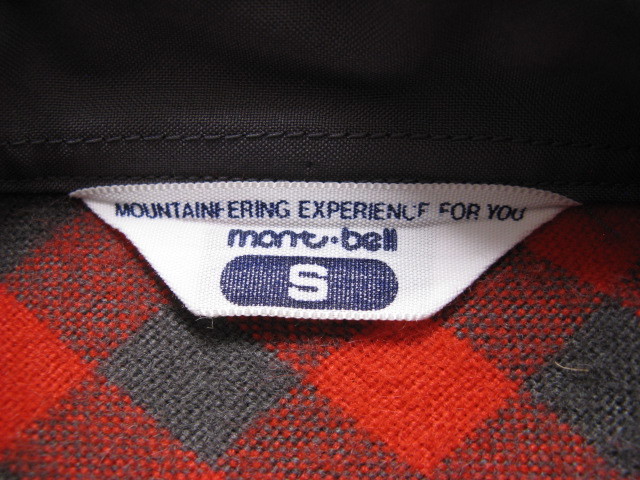 MOUNTAINEERING EXPERIENCE FOR YOU
mont·bell
S